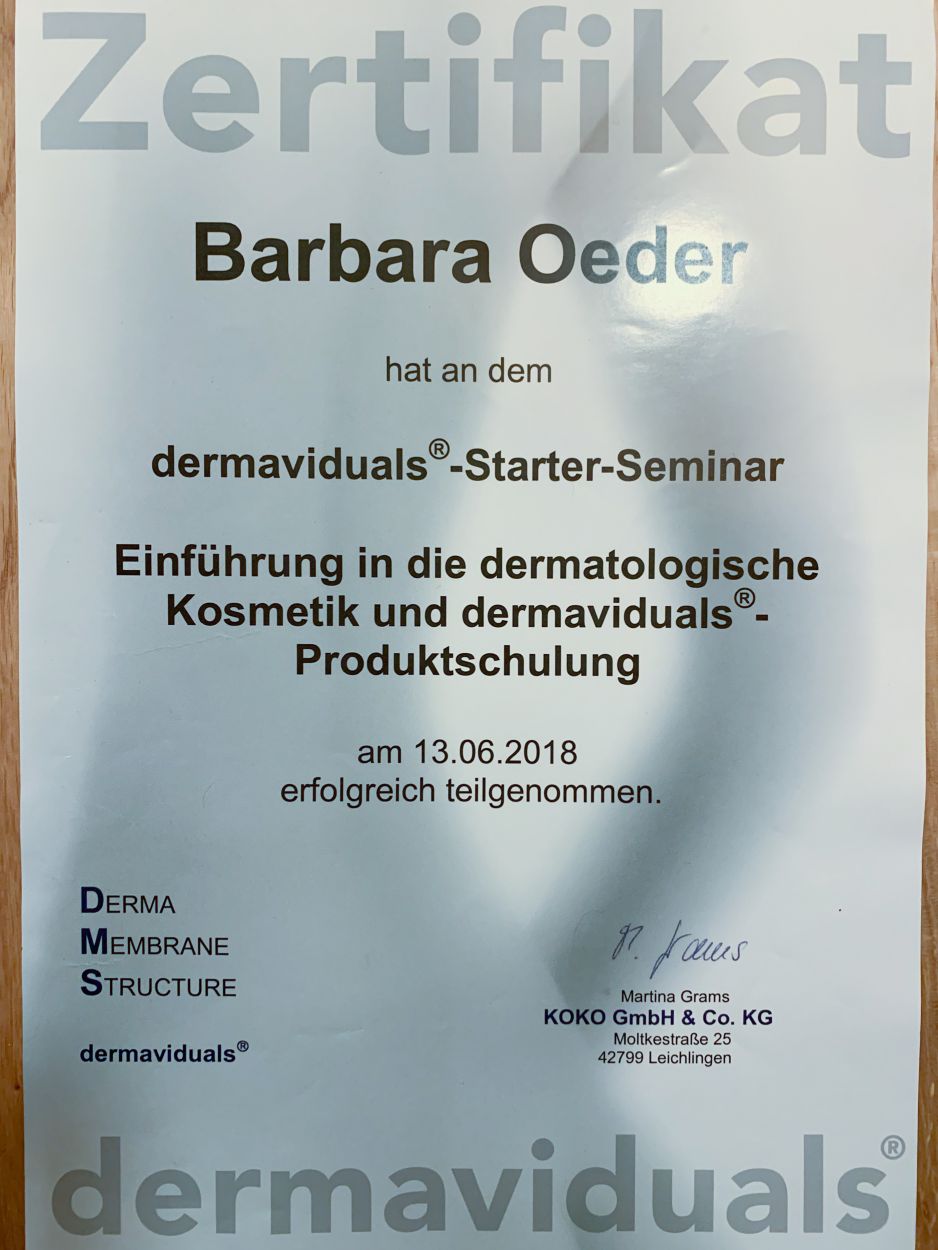 Zertifikat
Barbara Oeder
hat an dem
dermaviduals®-Starter-Seminar
Einführung in die dermatologische
Kosmetik und dermaviduals®-
Produktschulung
am 13.06.2018
erfolgreich teilgenommen.
DERMA
MEMBRANE
STRUCTURE
dermaviduals®
M. Grams
Martina Grams
KOKO GmbH & Co. KG
Moltkestraße 25
42799 Leichlingen
dermaviduals®